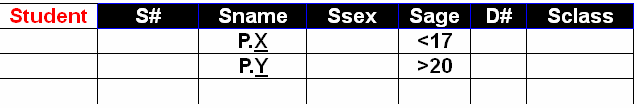 Student S# Sname Ssex Sage D# Sclass
P.X <17
P.Y >20